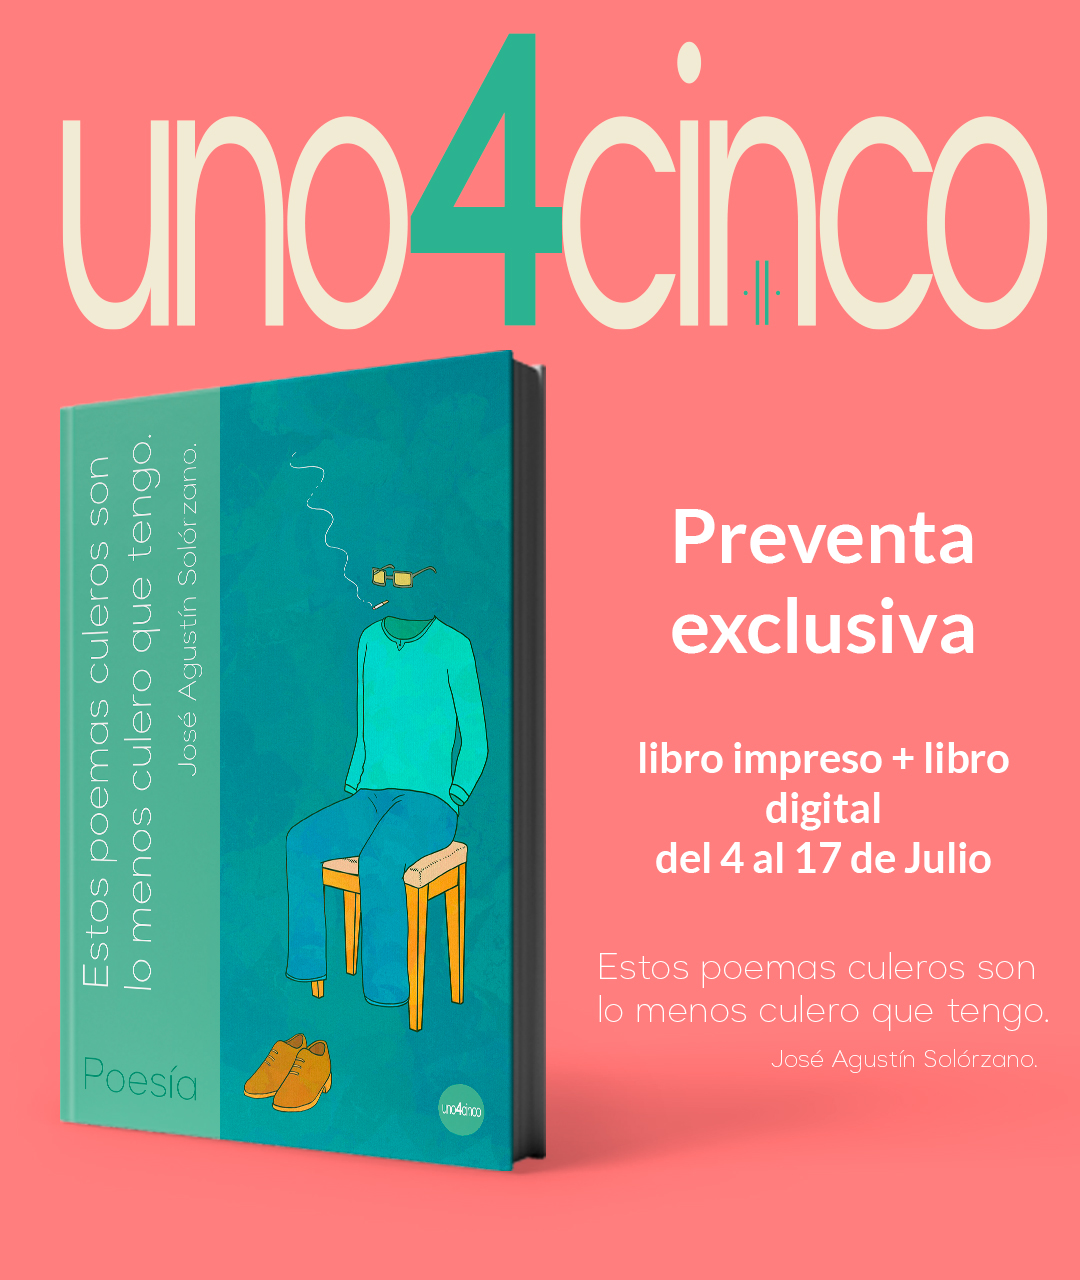 uno4cinco
Estos poemas culeros son
lo menos culero que tengo.
José Agustín Solórzano.
Poesía
uno4cinco
Preventa
exclusiva
libro impreso + libro
digital
del 4 al 17 de Julio
Estos poemas culeros son
lo menos culero que tengo.
José Agustín Solórzano.